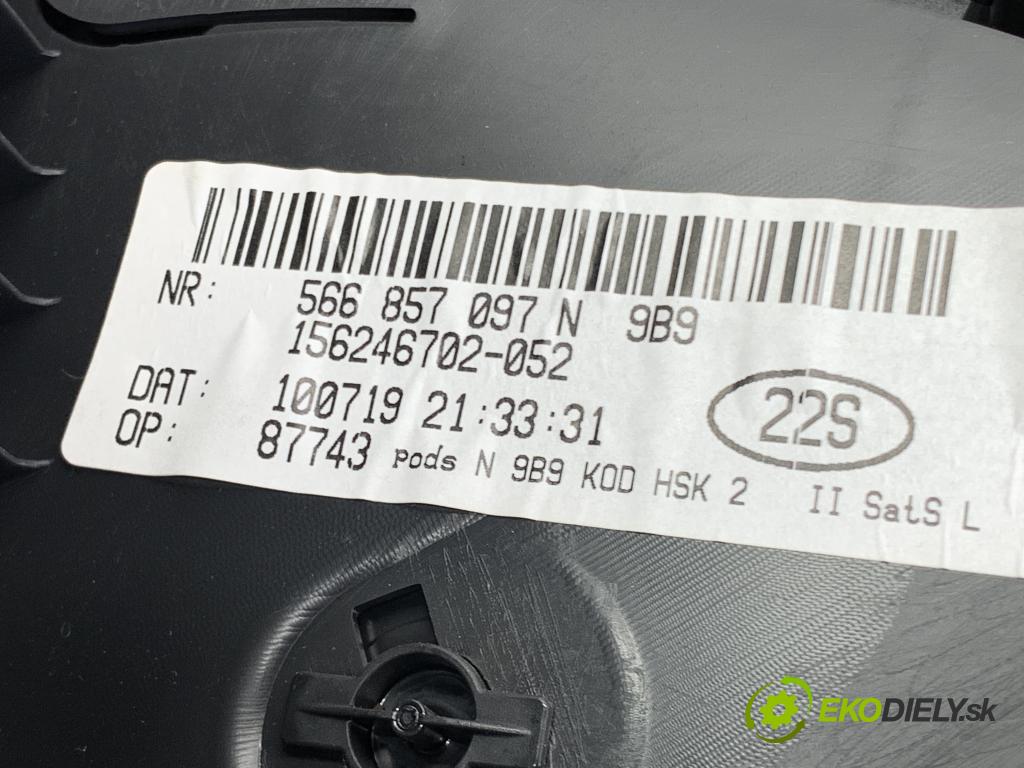 NR: 566 857 097 N 9B9
156246702-052
DAT: 100719 21:33:31
22S
OP: 87743 pods N 9B9 KOD HSK 2 II SatS L
EKODIELY.sk